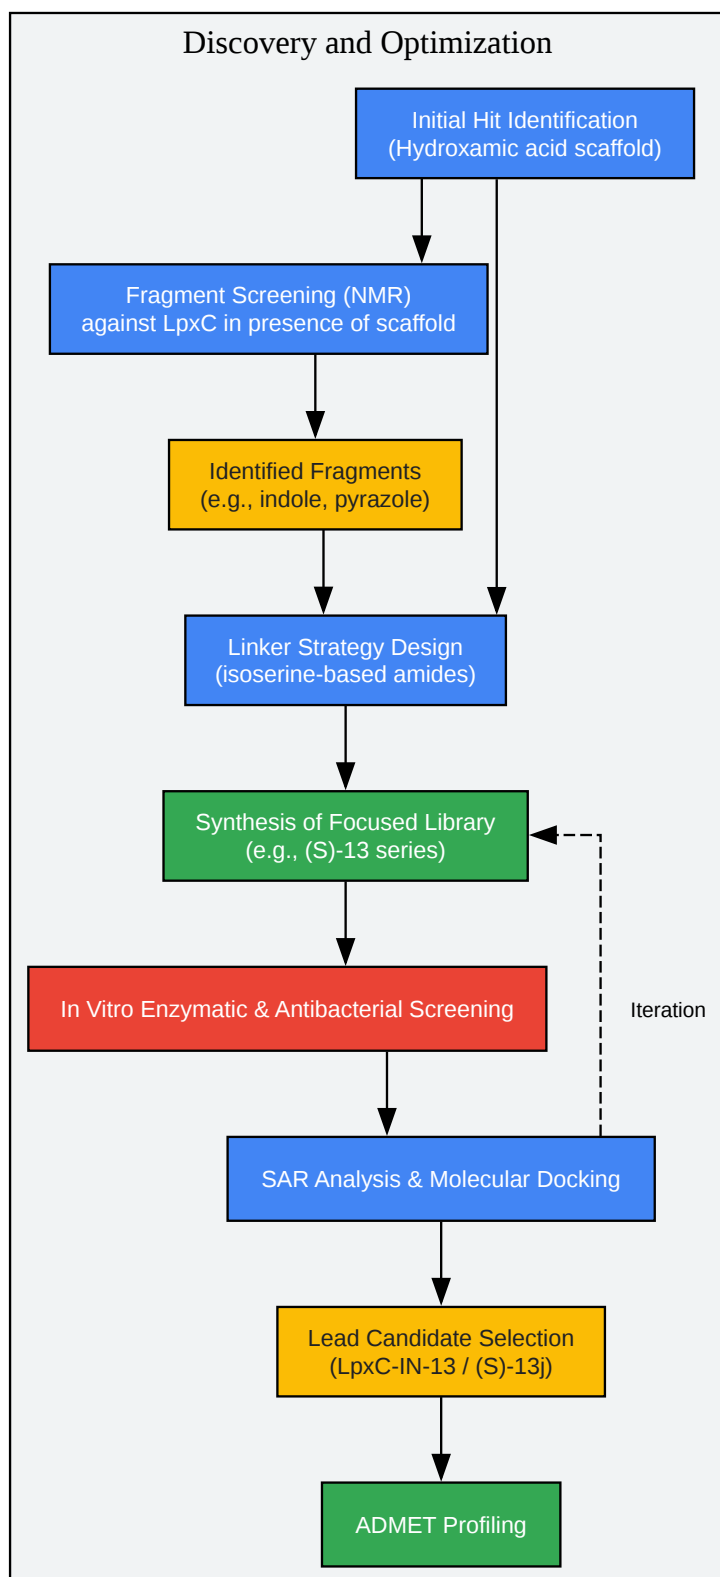 Discovery and Optimization
Initial Hit Identification
(Hydroxamic acid scaffold)
Fragment Screening (NMR)
against LpxC in presence of scaffold
Identified Fragments
(e.g., indole, pyrazole)
Linker Strategy Design
(isoserine-based amides)
Synthesis of Focused Library
(e.g., (S)-13 series)
In Vitro Enzymatic & Antibacterial Screening
Iteration
SAR Analysis & Molecular Docking
Lead Candidate Selection
(LpxC-IN-13 / (S)-13j)
ADMET Profiling